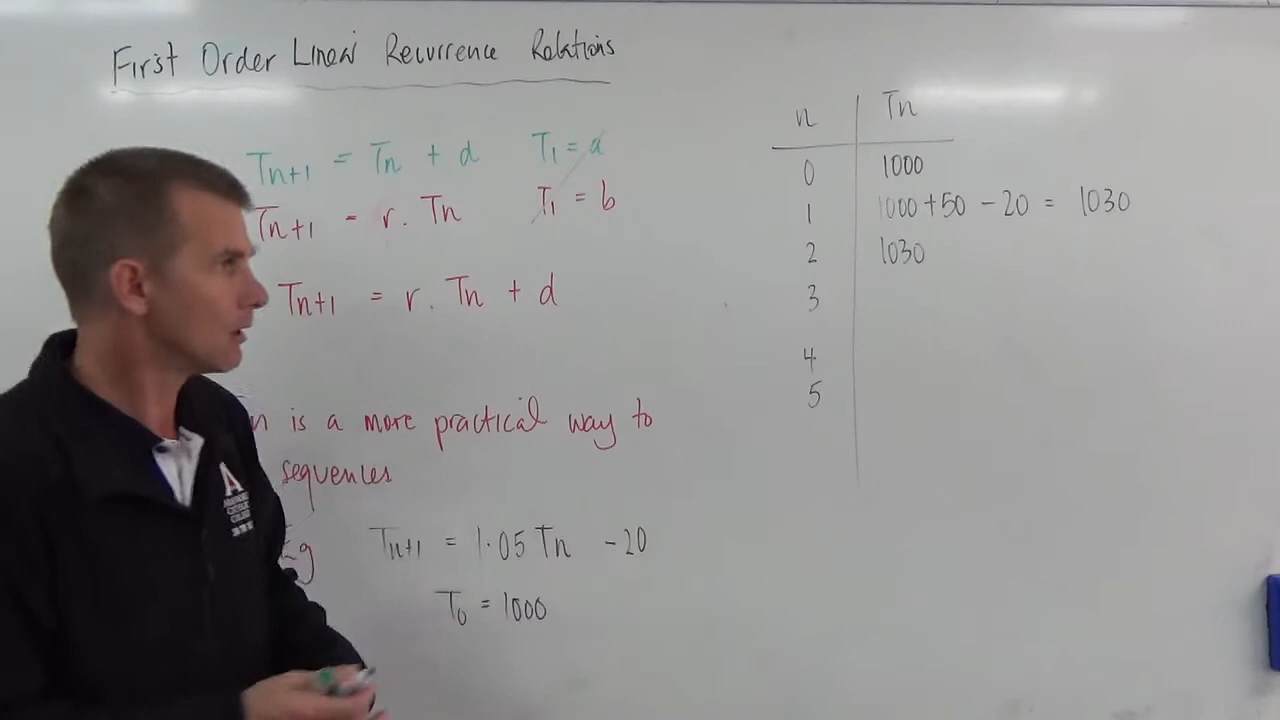 First Order Linear Recurrence Relations
Tn+1 = Tn + d T1 = a
Tn+1 = r. Tn T1 = b
Tn+1 = r. Tn + d
n is a more practical way to
sequences
Eg Tn+1 = 1.05 Tn - 20
T0 = 1000
n Tn
0 1000
1 1000 + 50 - 20 = 1030
2 1030
3
4
5
A